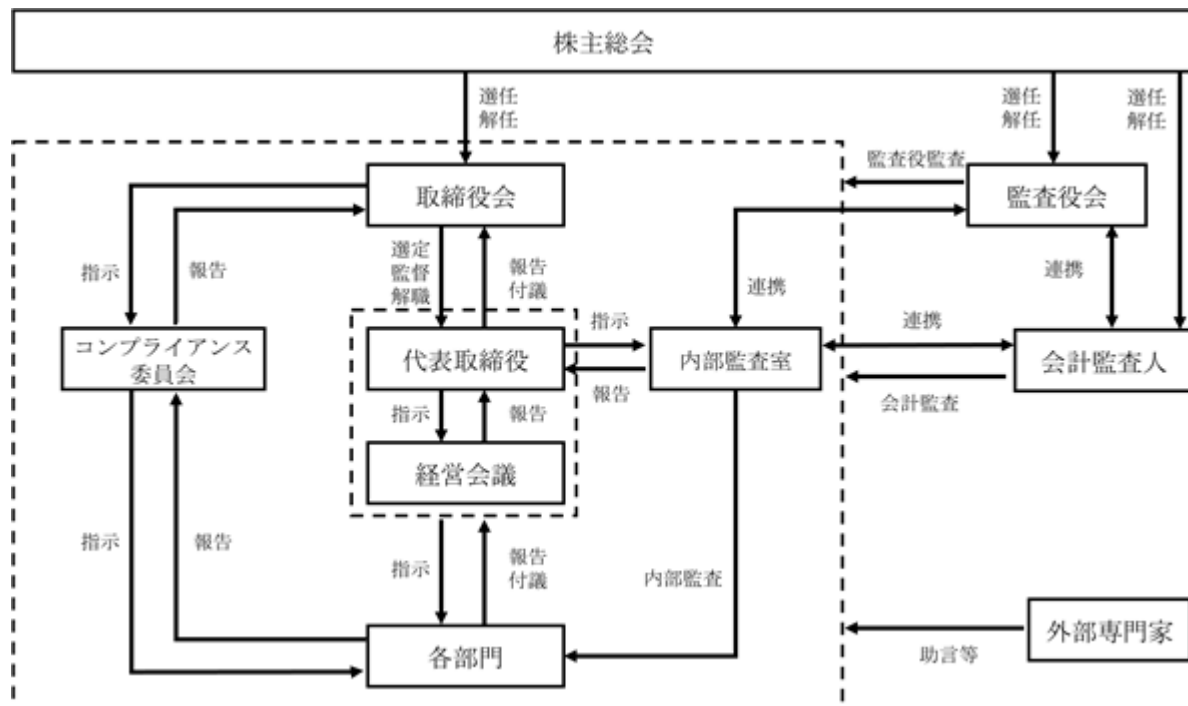 株主総会
選任
解任
選任
解任
選任
解任
監査役監査
取締役会
監査役会
指示
報告
選定
監督
解職
報告
付議
連携
連携
コンプライアンス
委員会
代表取締役
指示
報告
内部監査室
連携
会計監査人
会計監査
指示
報告
経営会議
指示
報告
指示
報告
付議
内部監査
各部門
外部専門家
助言等